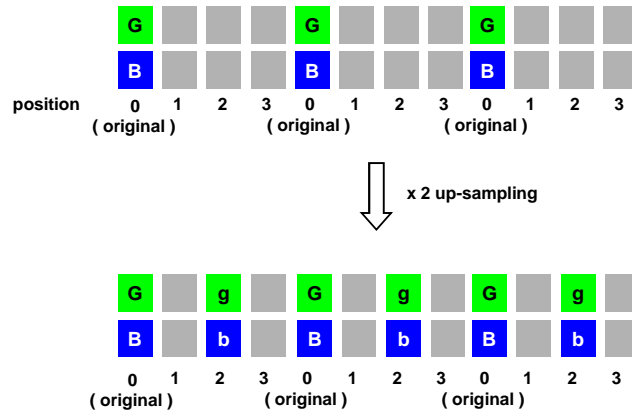 G G G
B B B
position 0 1 2 3 0 1 2 3 0 1 2 3
( original ) ( original ) ( original )
x 2 up-sampling
G g G g G g
B b B b B b
0 1 2 3 0 1 2 3 0 1 2 3
( original ) ( original ) ( original )